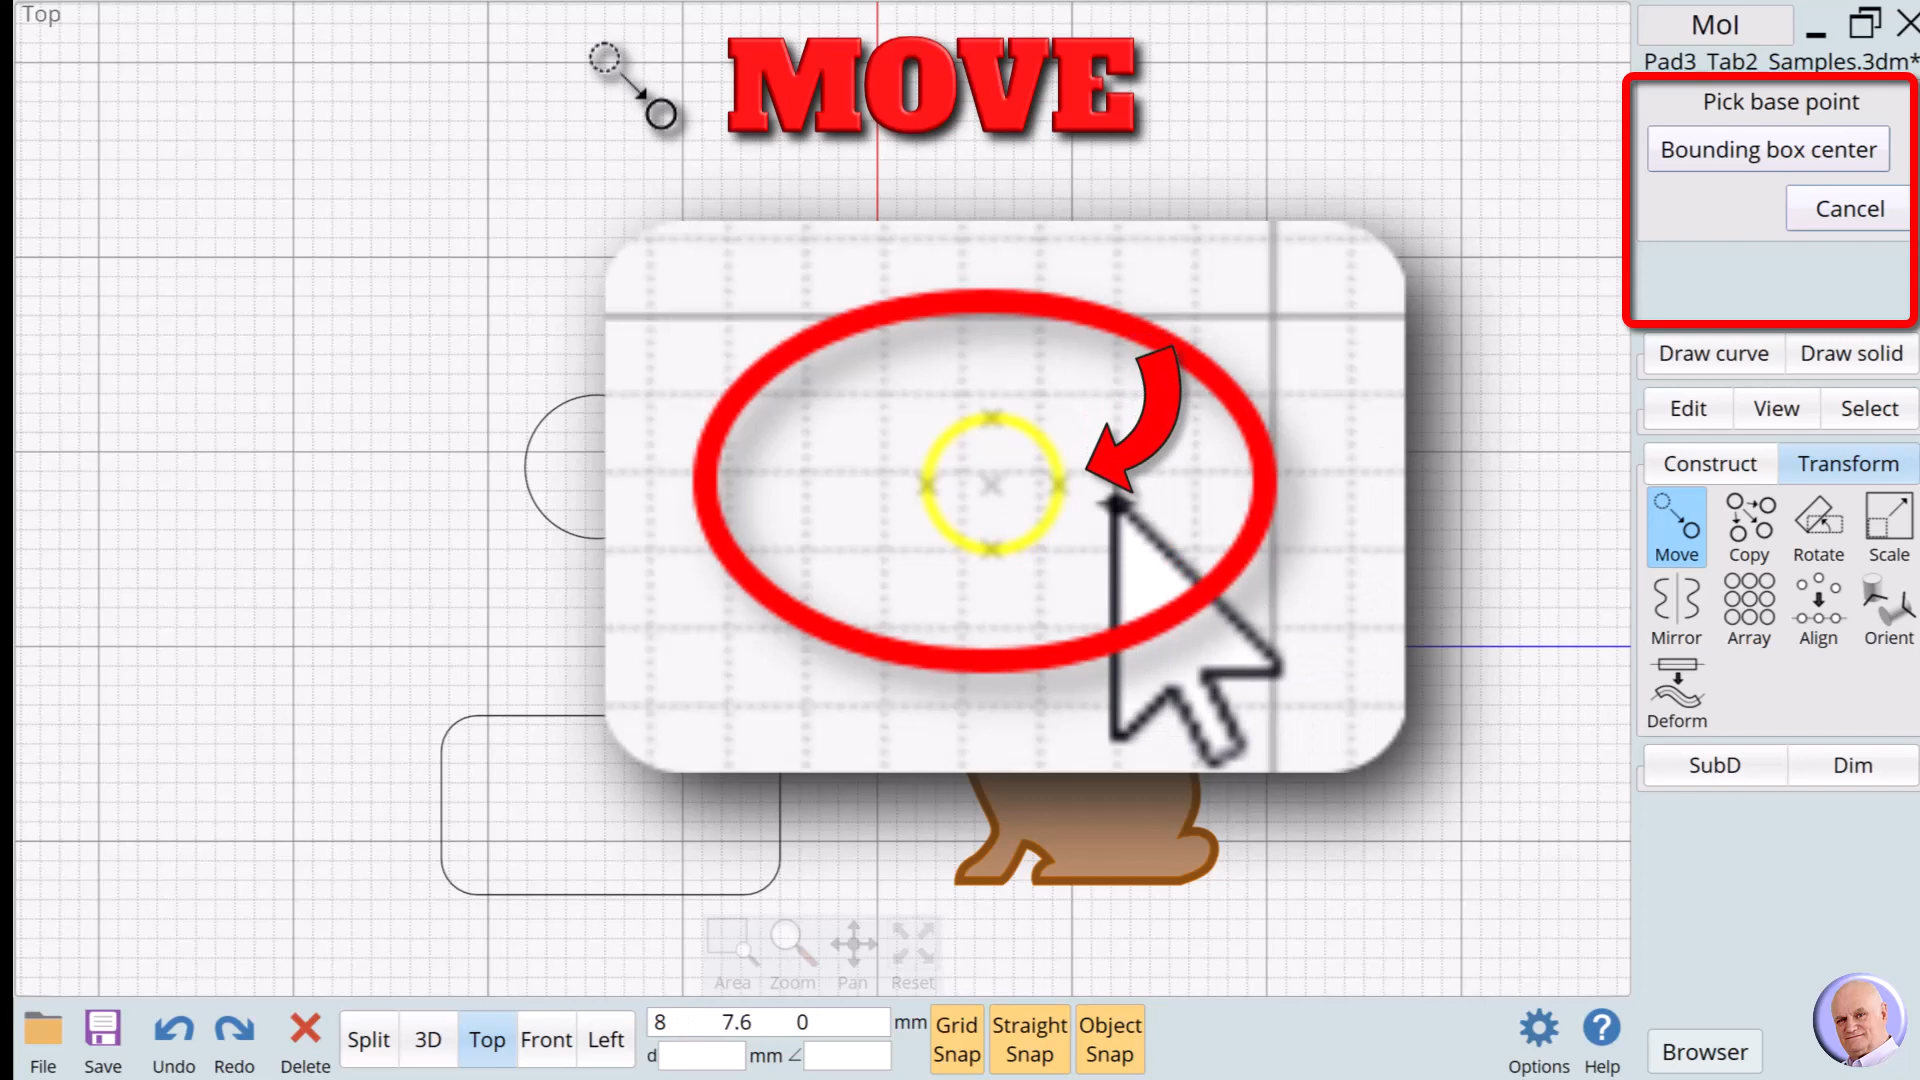 Top
MOVE
MoI
Pad3 Tab2 Samples.3dm*
Pick base point
Bounding box center
Cancel
Draw curve Draw solid
Edit View Select
Construct Transform
Move Copy Rotate Scale
Mirror Array Align Orient
Deform
SubD Dim
Area Zoom Pan Reset
File Save Undo Redo Delete
Split 3D Top Front Left
8 7.6 0 mm
d mm ∠
Grid Snap
Straight Snap
Object Snap
Options Help
Browser